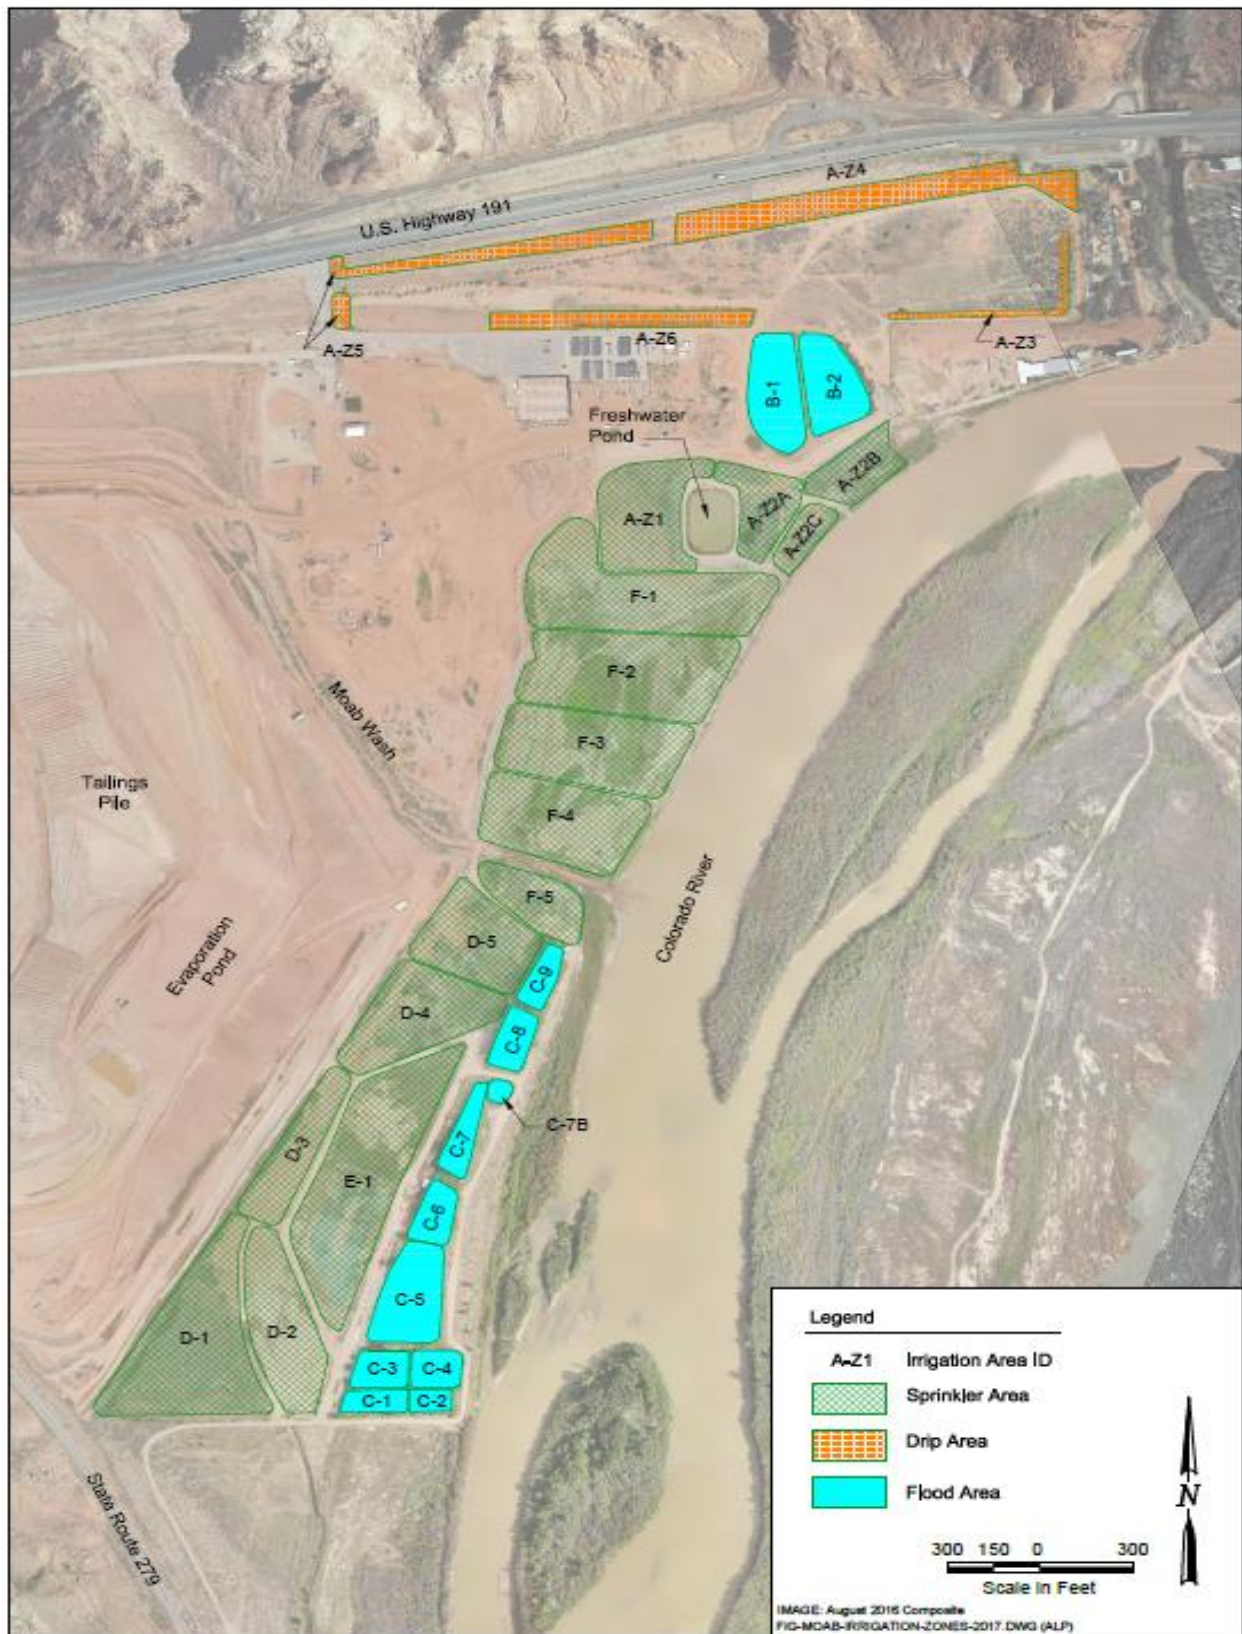 A-Z4
U.S. Highway 191
A-Z5
A-Z6
A-Z3
B-1
B-2
Freshwater
Pond
A-Z1
A-Z2A
A-Z2B
A-Z2C
F-1
F-2
Moab Wash
F-3
Tailings
Pile
F-4
Colorado River
F-5
Evaporation
Pond
D-5
C-9
D-4
C-8
C-7B
D-3
C-7
E-1
C-6
C-5
D-1
D-2
C-3
C-4
C-1
C-2
State Route 279
Legend
A-Z1 Irrigation Area ID
Sprinkler Area
Drip Area
Flood Area
N
300 150 0 300
Scale in Feet
IMAGE: August 2016 Composite
FIG-MOAB-IRRIGATION-ZONES-2017.DWG (ALP)